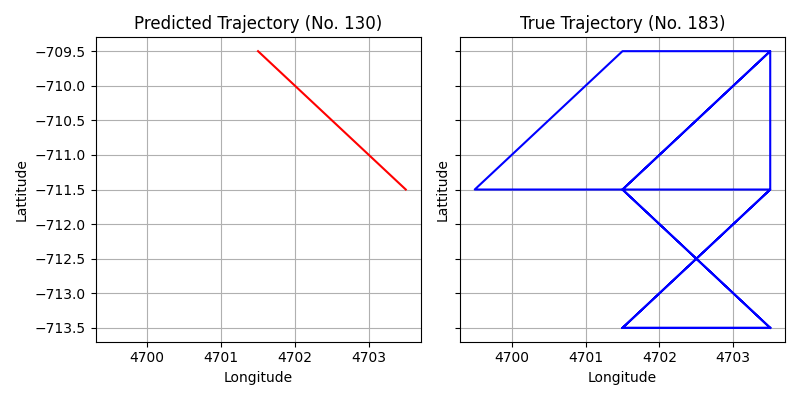 Predicted Trajectory (No. 130)
True Trajectory (No. 183)
−709.5
−710.0
−710.5
−711.0
−711.5
−712.0
−712.5
−713.0
−713.5
Lattitude
Lattitude
4700 4701 4702 4703
4700 4701 4702 4703
Longitude
Longitude